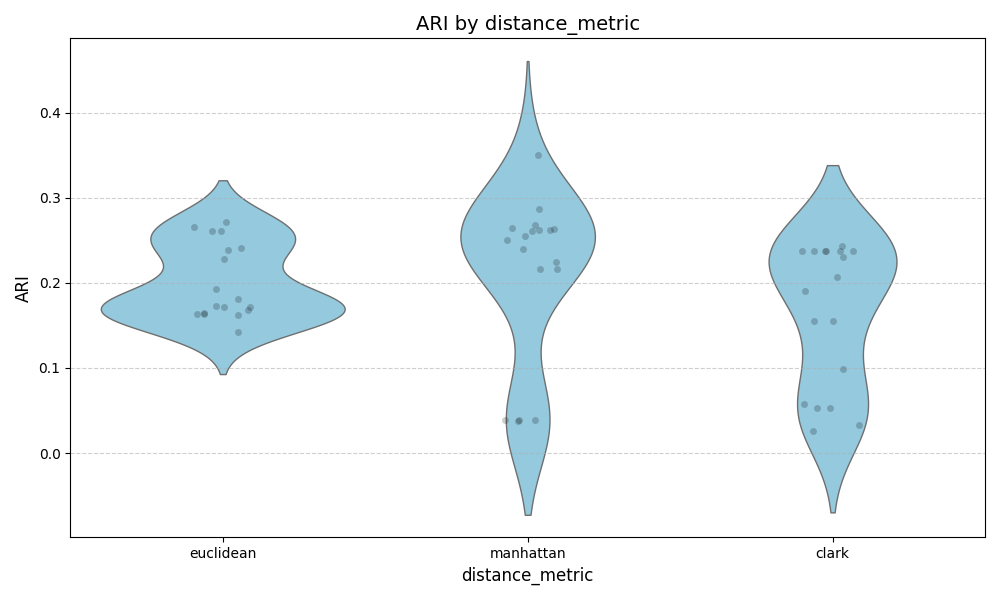 ARI by distance_metric
ARI
0.4
0.3
0.2
0.1
0.0
euclidean
manhattan
clark
distance_metric